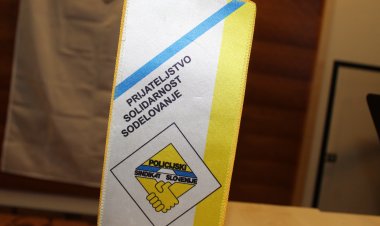 PRIJATELJSTVO
SOLIDARNOST
SODELOVANJE
POLICIJSKI
SINDIKAT SLOVENIJE